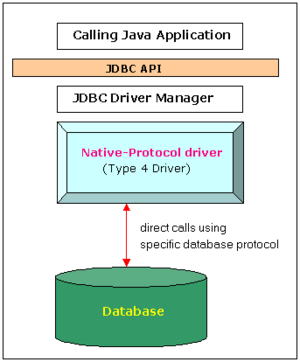 Calling Java Application
JDBC API
JDBC Driver Manager
Native-Protocol driver
(Type 4 Driver)
direct calls using
specific database protocol
Database